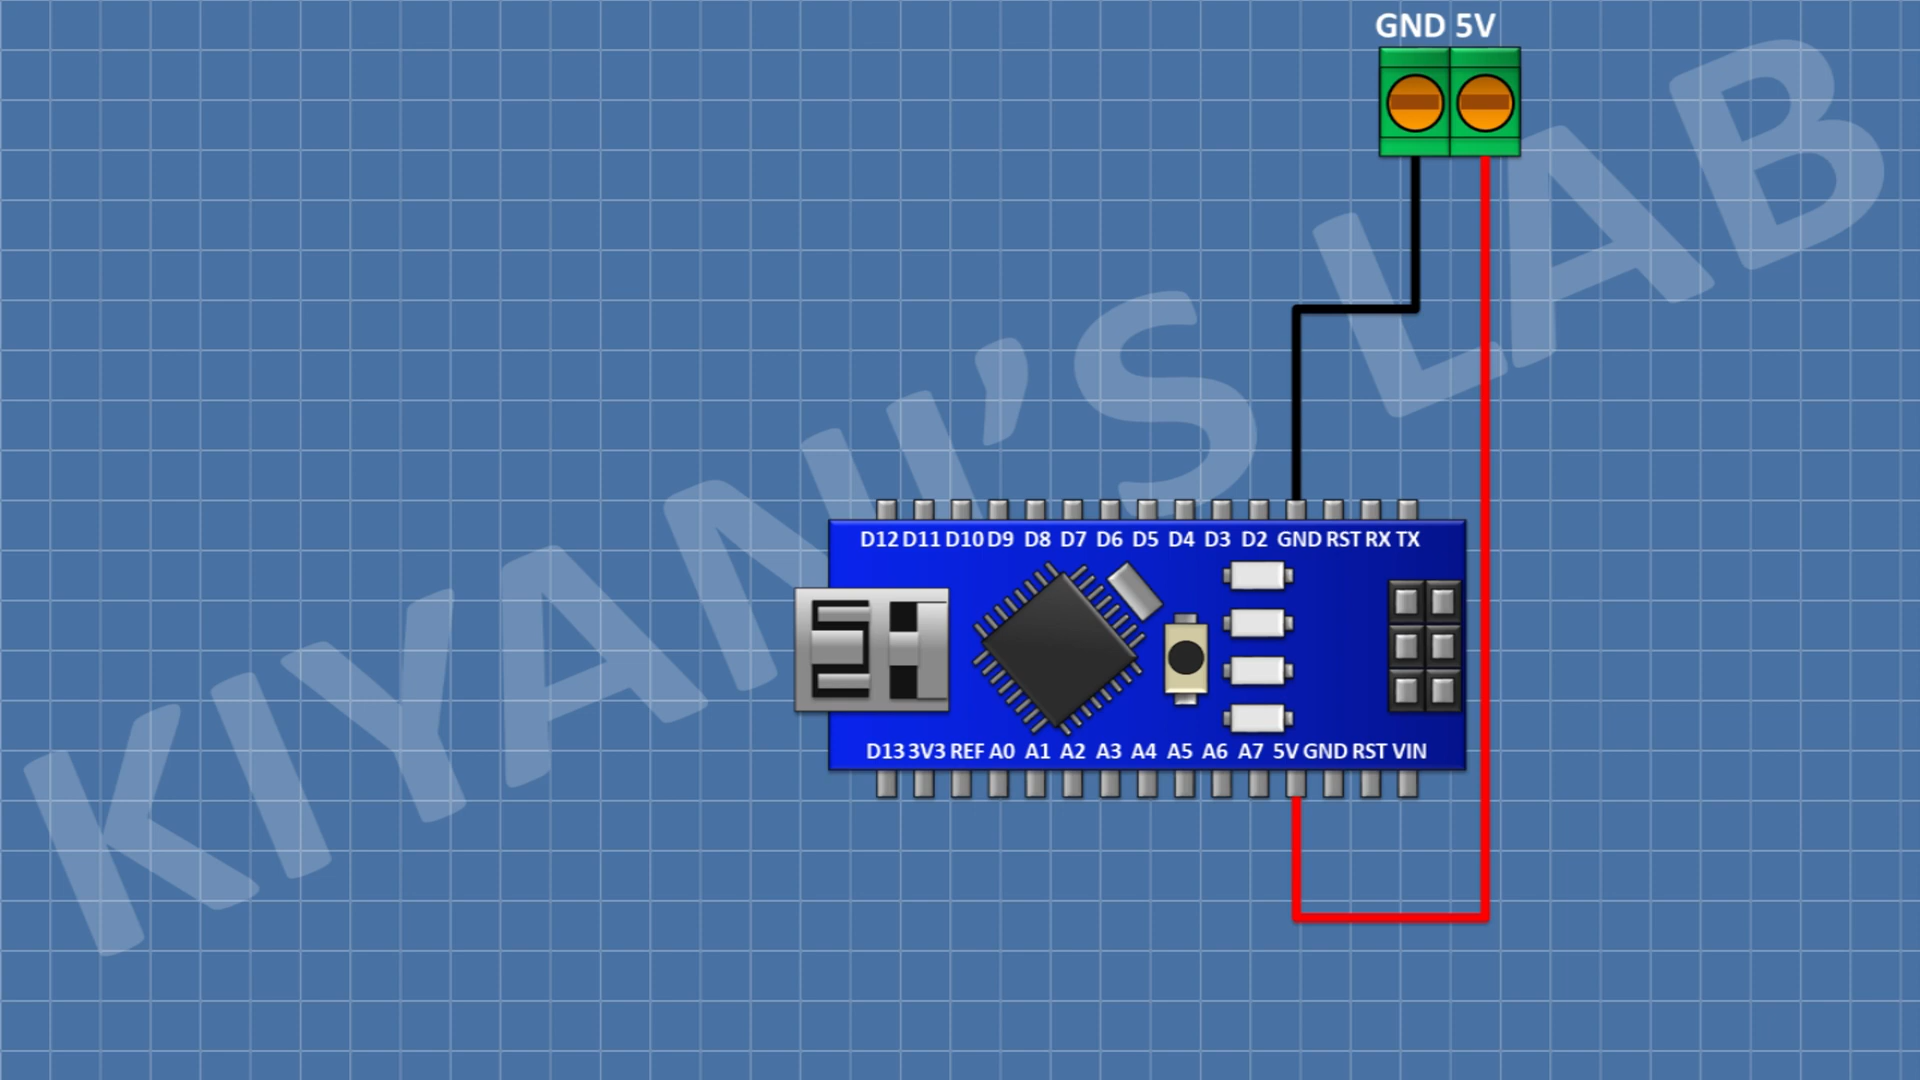 GND 5V
KIYANI'S LAB
D12 D11 D10 D9 D8 D7 D6 D5 D4 D3 D2 GND RST RX TX
D13 3V3 REF A0 A1 A2 A3 A4 A5 A6 A7 5V GND RST VIN